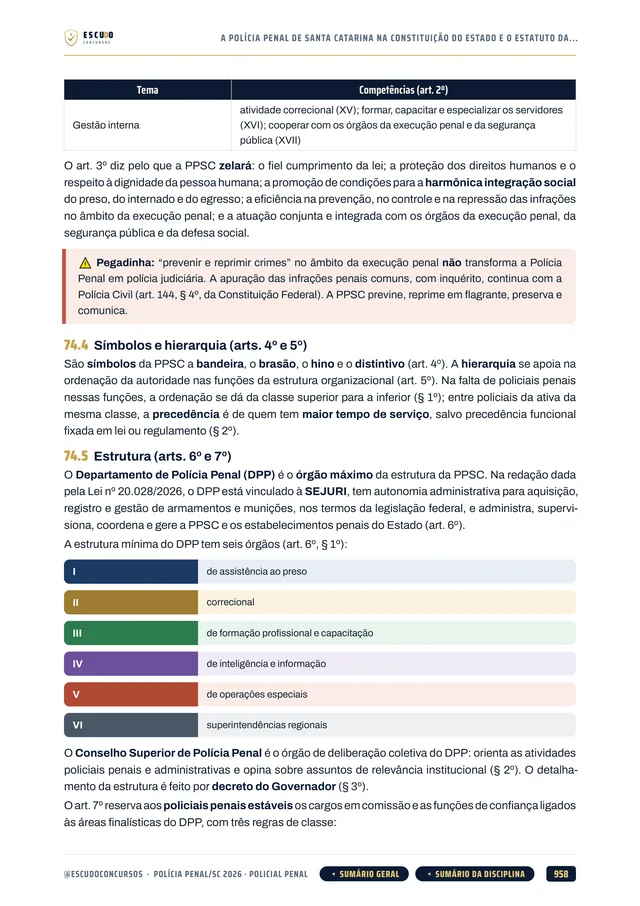 ESCUDO
CONCURSOS
A POLÍCIA PENAL DE SANTA CATARINA NA CONSTITUIÇÃO DO ESTADO E O ESTATUTO DA...
Tema
Competências (art. 2º)
Gestão interna
atividade correcional (XV); formar, capacitar e especializar os servidores
(XVI); cooperar com os órgãos da execução penal e da segurança
pública (XVII)
O art. 3º diz pelo que a PPSC zelará: o fiel cumprimento da lei; a proteção dos direitos humanos e o
respeito à dignidade da pessoa humana; a promoção de condições para a harmônica integração social
do preso, do internado e do egresso; a eficiência na prevenção, no controle e na repressão das infrações
no âmbito da execução penal; e a atuação conjunta e integrada com os órgãos da execução penal, da
segurança pública e da defesa social.
⚠ Pegadinha: “prevenir e reprimir crimes” no âmbito da execução penal não transforma a Polícia
Penal em polícia judiciária. A apuração das infrações penais comuns, com inquérito, continua com a
Polícia Civil (art. 144, § 4º, da Constituição Federal). A PPSC previne, reprime em flagrante, preserva e
comunica.
74.4 Símbolos e hierarquia (arts. 4º e 5º)
São símbolos da PPSC a bandeira, o brasão, o hino e o distintivo (art. 4º). A hierarquia se apoia na
ordenação da autoridade nas funções da estrutura organizacional (art. 5º). Na falta de policiais penais
nessas funções, a ordenação se dá da classe superior para a inferior (§ 1º); entre policiais da ativa da
mesma classe, a precedência é de quem tem maior tempo de serviço, salvo precedência funcional
fixada em lei ou regulamento (§ 2º).
74.5 Estrutura (arts. 6º e 7º)
O Departamento de Polícia Penal (DPP) é o órgão máximo da estrutura da PPSC. Na redação dada
pela Lei nº 20.028/2026, o DPP está vinculado à SEJURI, tem autonomia administrativa para aquisição,
registro e gestão de armamentos e munições, nos termos da legislação federal, e administra, supervi-
siona, coordena e gere a PPSC e os estabelecimentos penais do Estado (art. 6º).
A estrutura mínima do DPP tem seis órgãos (art. 6º, § 1º):
I de assistência ao preso
II correcional
III de formação profissional e capacitação
IV de inteligência e informação
V de operações especiais
VI superintendências regionais
O Conselho Superior de Polícia Penal é o órgão de deliberação coletiva do DPP: orienta as atividades
policiais penais e administrativas e opina sobre assuntos de relevância institucional (§ 2º). O detalha-
mento da estrutura é feito por decreto do Governador (§ 3º).
O art. 7º reserva aos policiais penais estáveis os cargos em comissão e as funções de confiança ligados
às áreas finalísticas do DPP, com três regras de classe:
@ESCUDOCONCURSOS · POLÍCIA PENAL/SC 2026 · POLICIAL PENAL
SUMÁRIO GERAL
SUMÁRIO DA DISCIPLINA
958